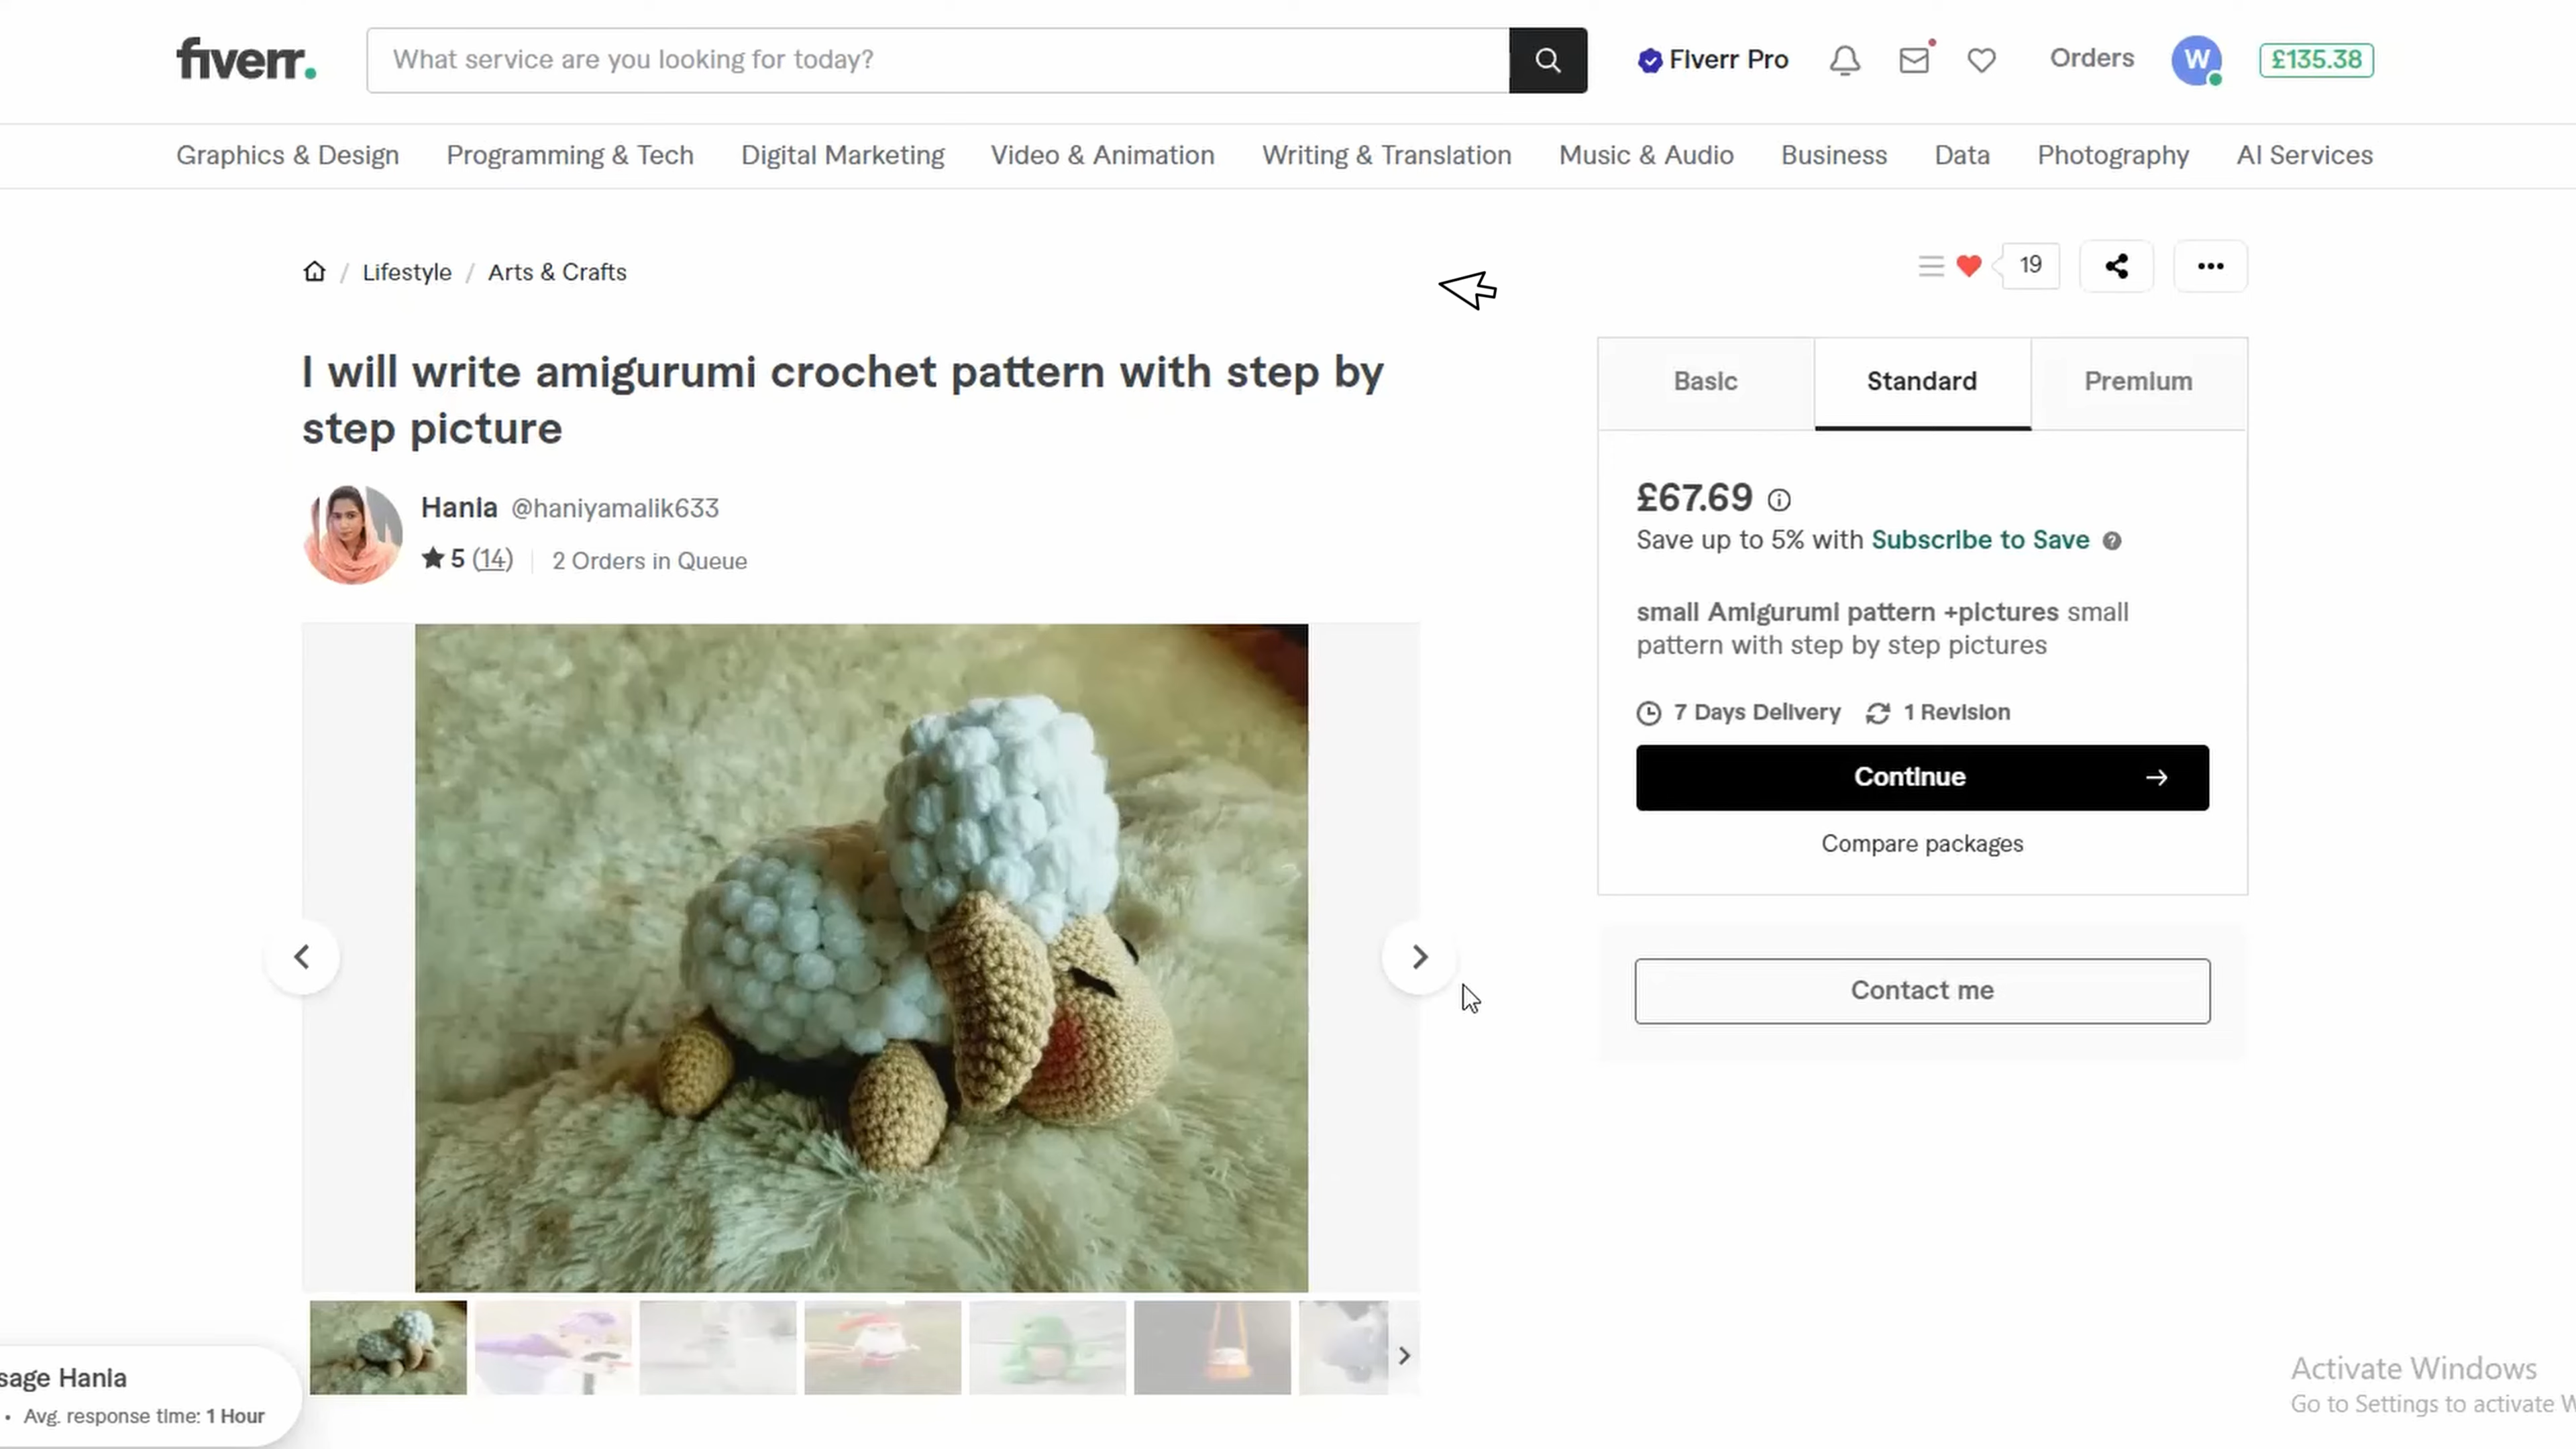 fiverr.
What service are you looking for today?
Fiverr Pro
Orders
W
£135.38
Graphics & Design
Programming & Tech
Digital Marketing
Video & Animation
Writing & Translation
Music & Audio
Business
Data
Photography
AI Services
/ Lifestyle / Arts & Crafts
19
I will write amigurumi crochet pattern with step by
step picture
Hania @haniyamalik633
5 (14)
2 Orders in Queue
Basic
Standard
Premium
£67.69
Save up to 5% with Subscribe to Save
small Amigurumi pattern +pictures small
pattern with step by step pictures
7 Days Delivery
1 Revision
Continue
Compare packages
Contact me
sage Hania
• Avg. response time: 1 Hour
Activate Windows
Go to Settings to activate W